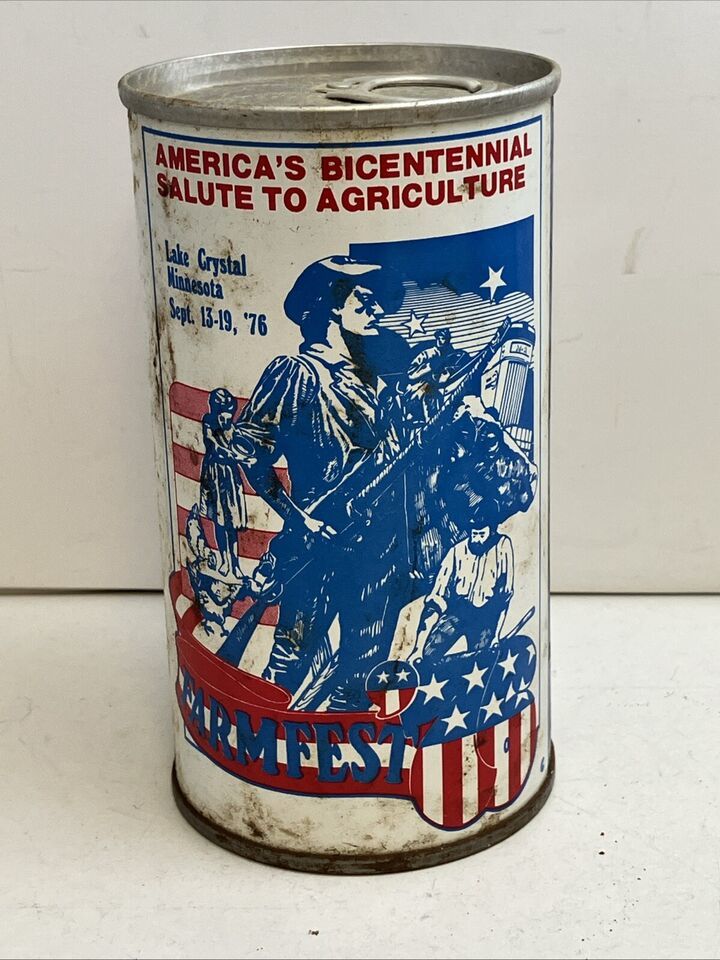 AMERICA'S BICENTENNIAL
SALUTE TO AGRICULTURE
Lake Crystal
Minnesota
Sept. 13-19, '76
FARMFEST